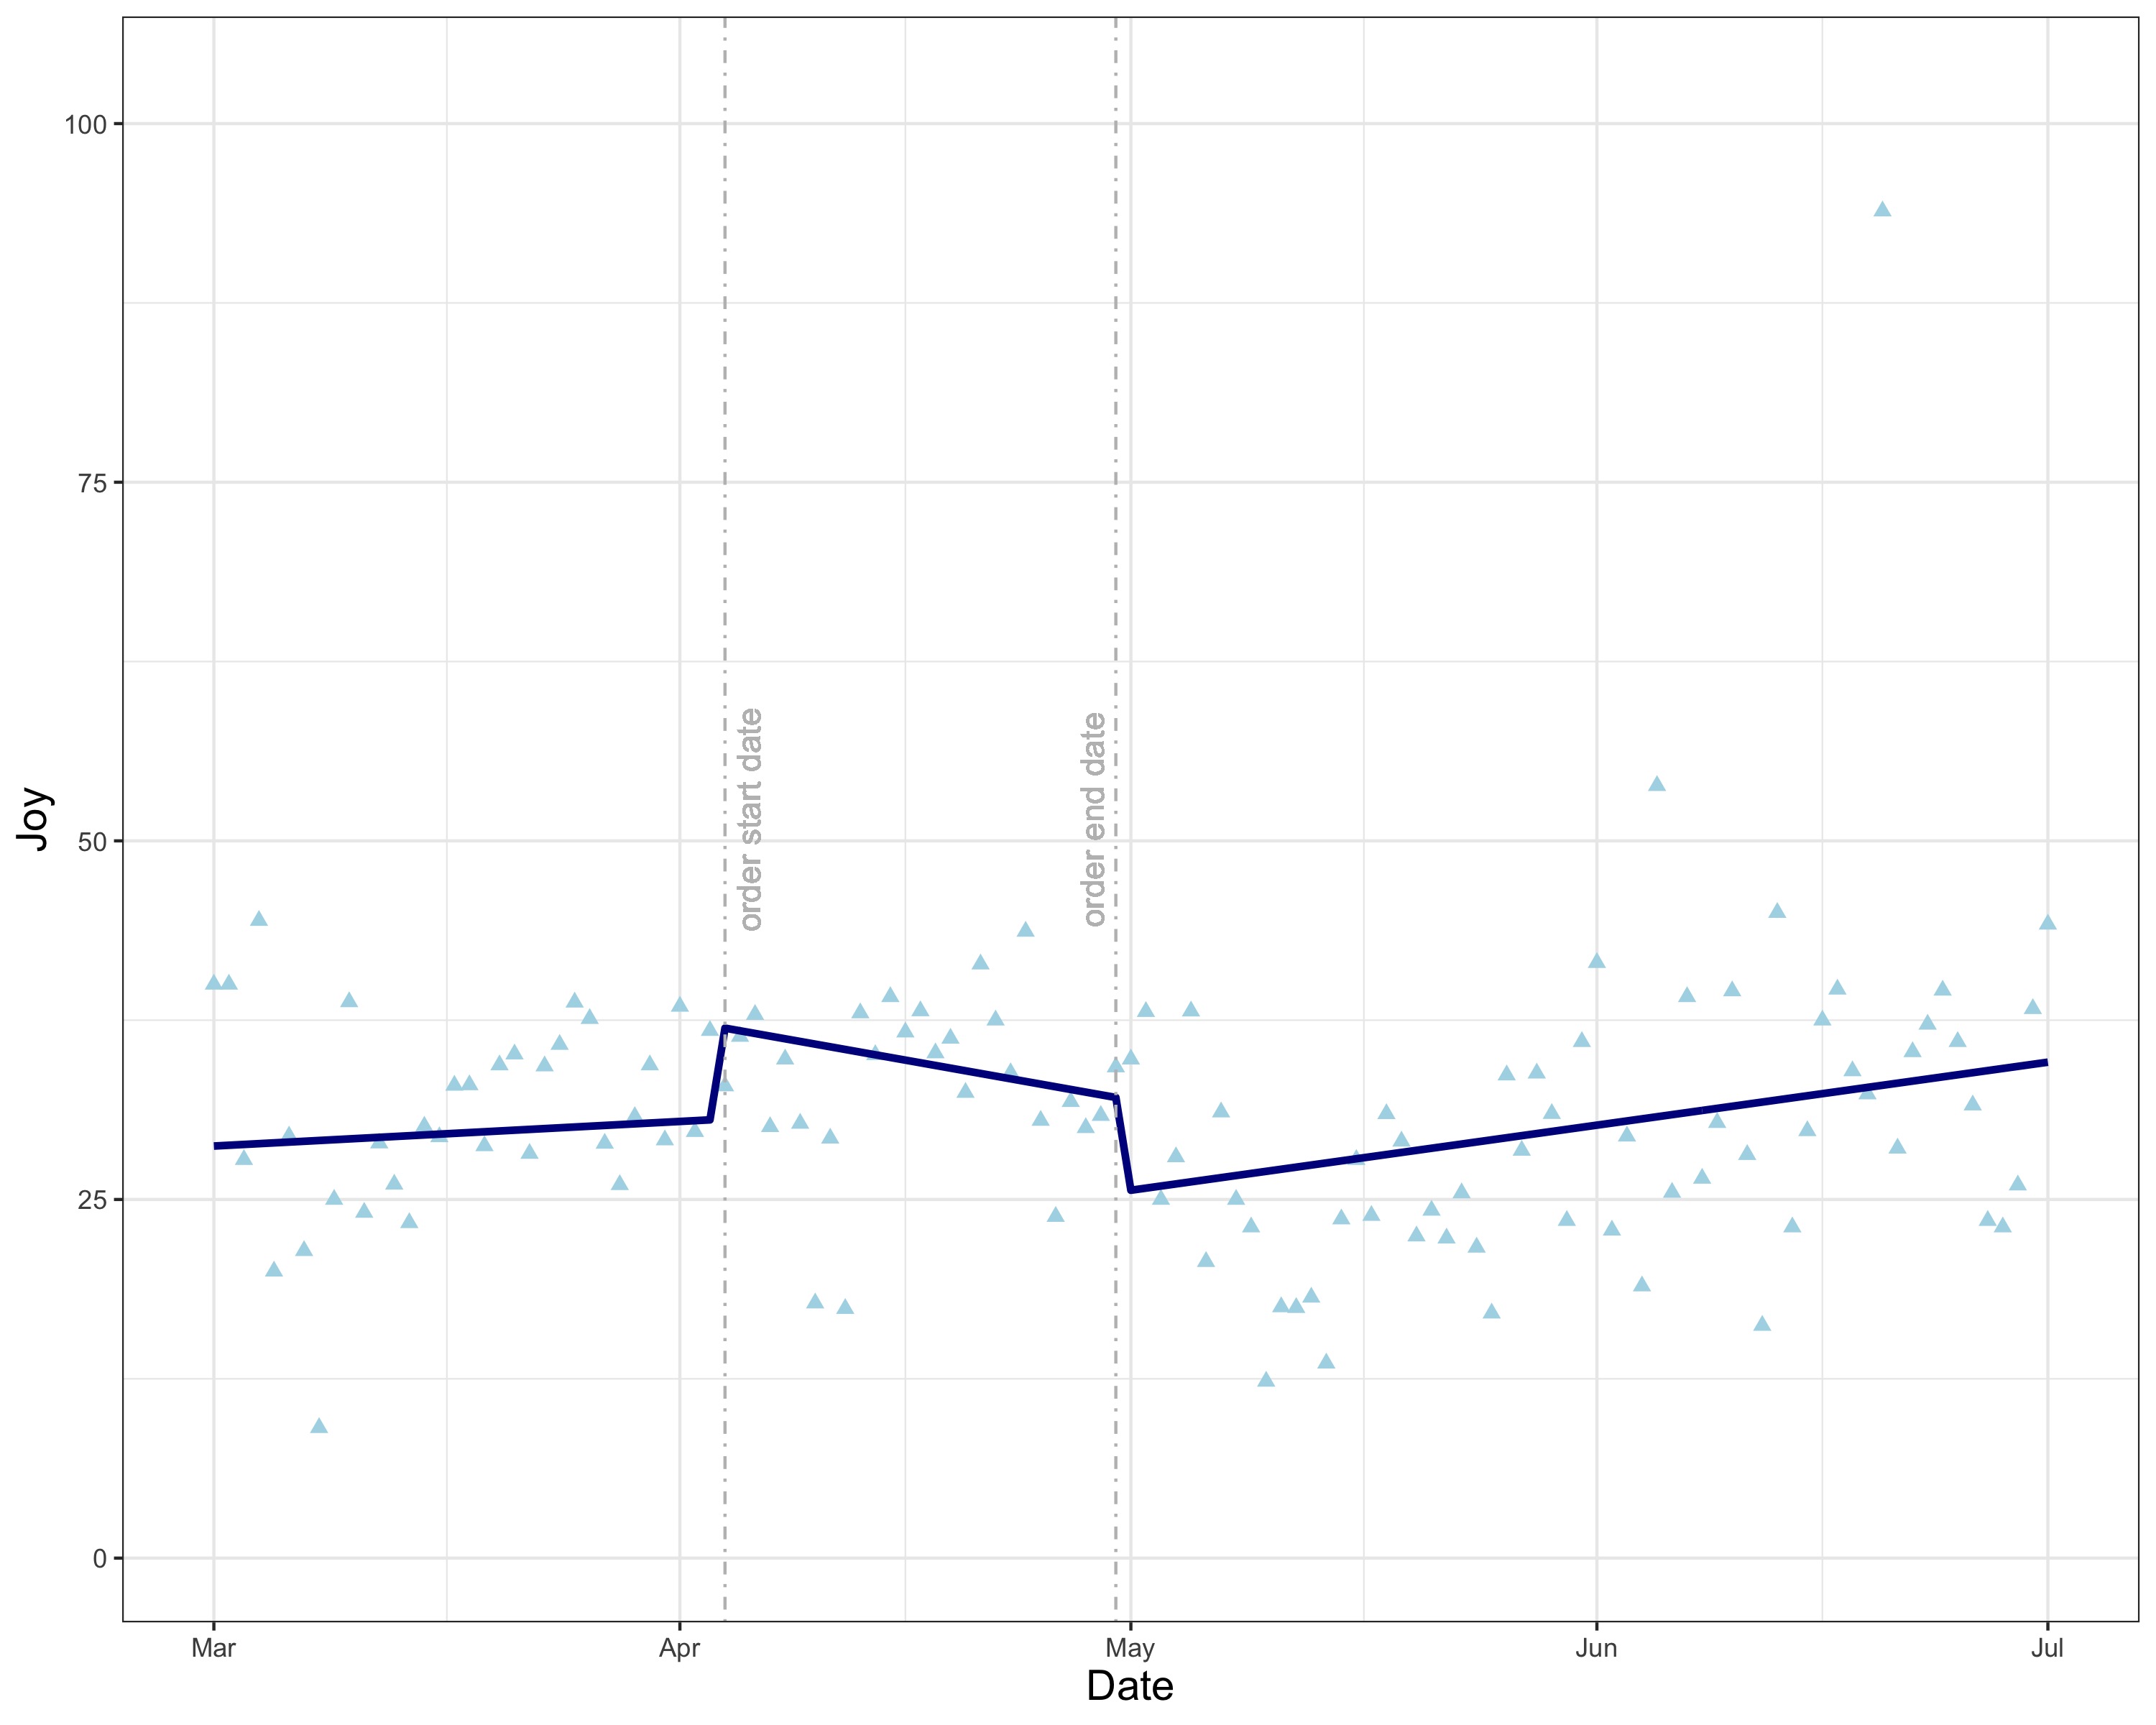 100
75
50
25
0
Joy
order start date
order end date
Mar
Apr
May
Jun
Jul
Date